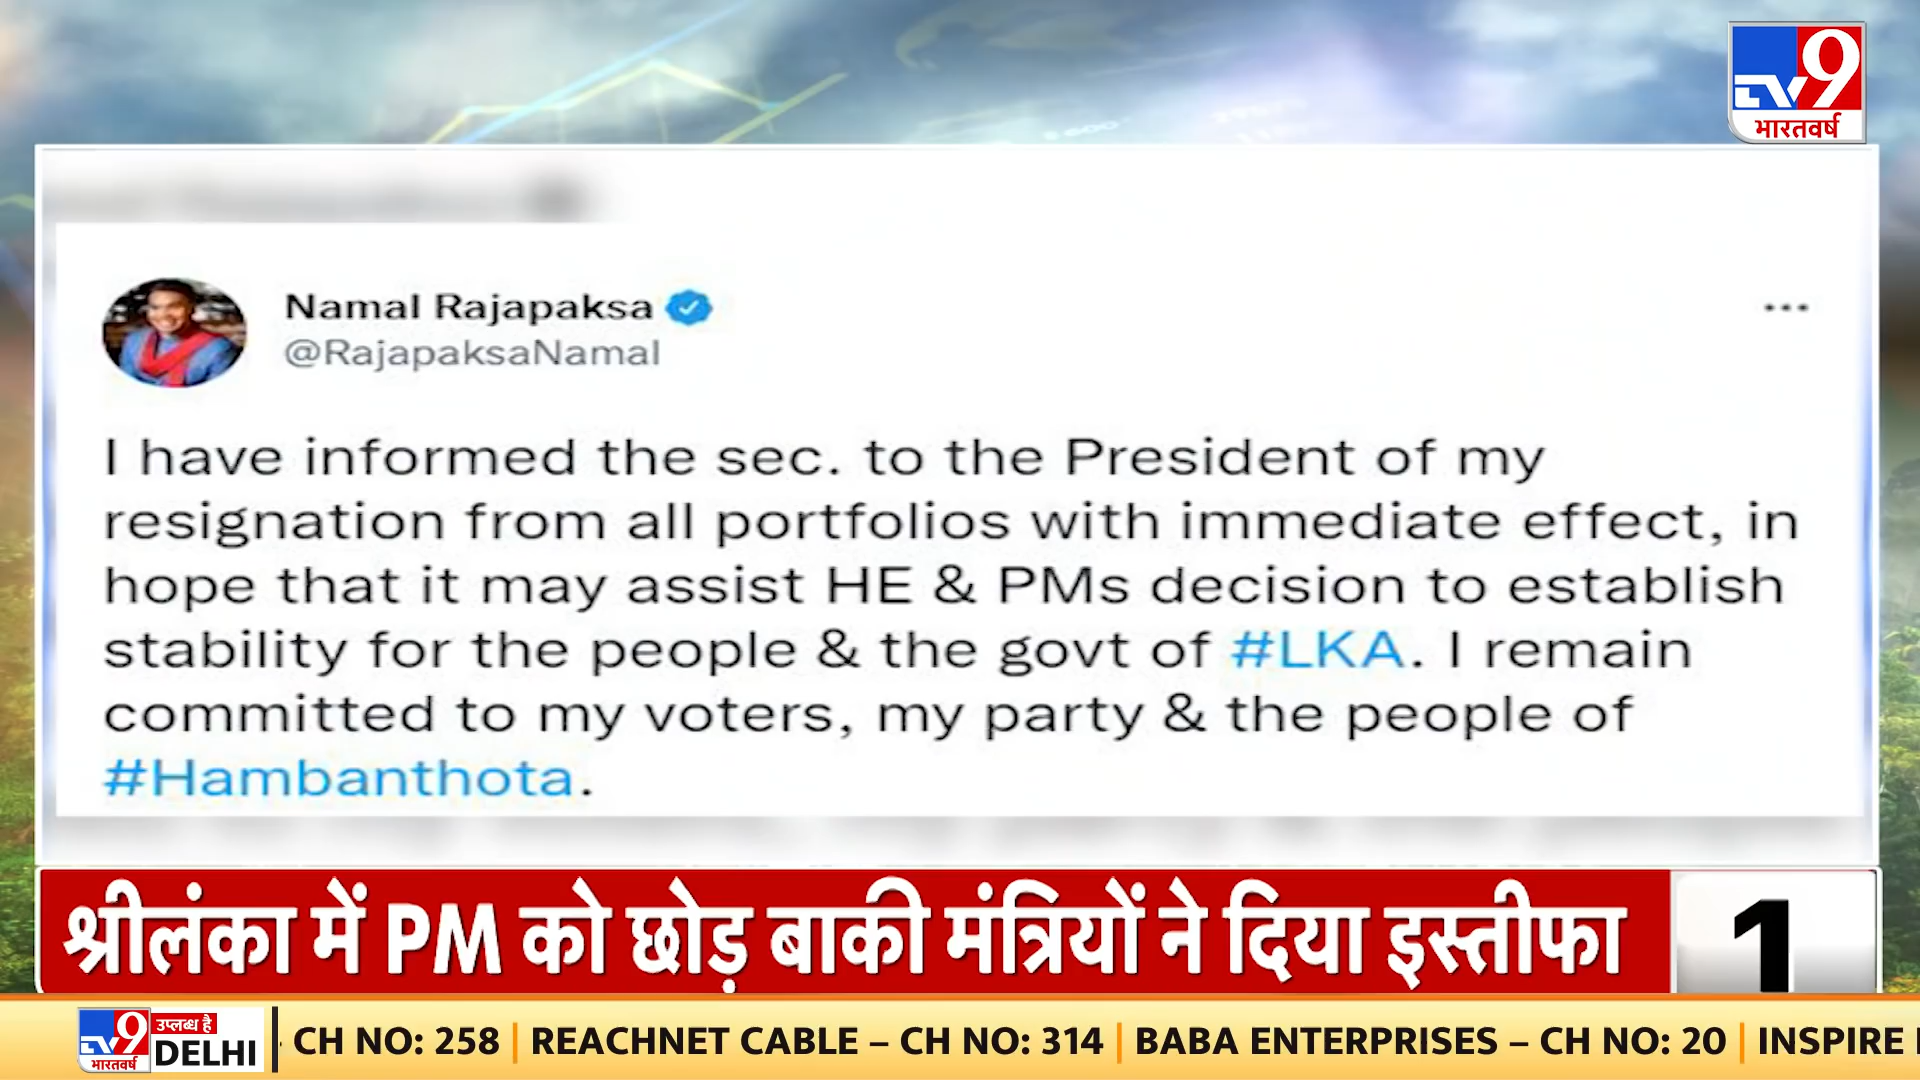 TV9
भारतवर्ष
Namal Rajapaksa
@RajapaksaNamal
I have informed the sec. to the President of my
resignation from all portfolios with immediate effect, in
hope that it may assist HE & PMs decision to establish
stability for the people & the govt of #LKA. I remain
committed to my voters, my party & the people of
#Hambanthota.
श्रीलंका में PM को छोड़ बाकी मंत्रियों ने दिया इस्तीफा
1
TV9 भारतवर्ष उप्लब्ध है DELHI
CH NO: 258 | REACHNET CABLE – CH NO: 314 | BABA ENTERPRISES – CH NO: 20 | INSPIRE